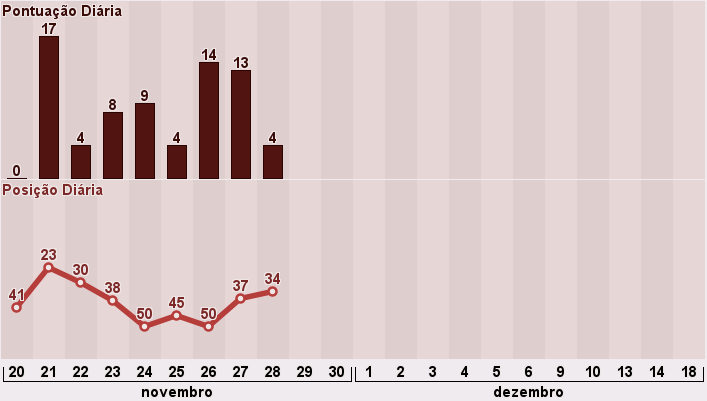 Pontuação Diária
0 17 4 8 9 4 14 13 4
Posição Diária
41 23 30 38 50 45 50 37 34
20 21 22 23 24 25 26 27 28 29 30 1 2 3 4 5 6 9 10 13 14 18
novembro dezembro